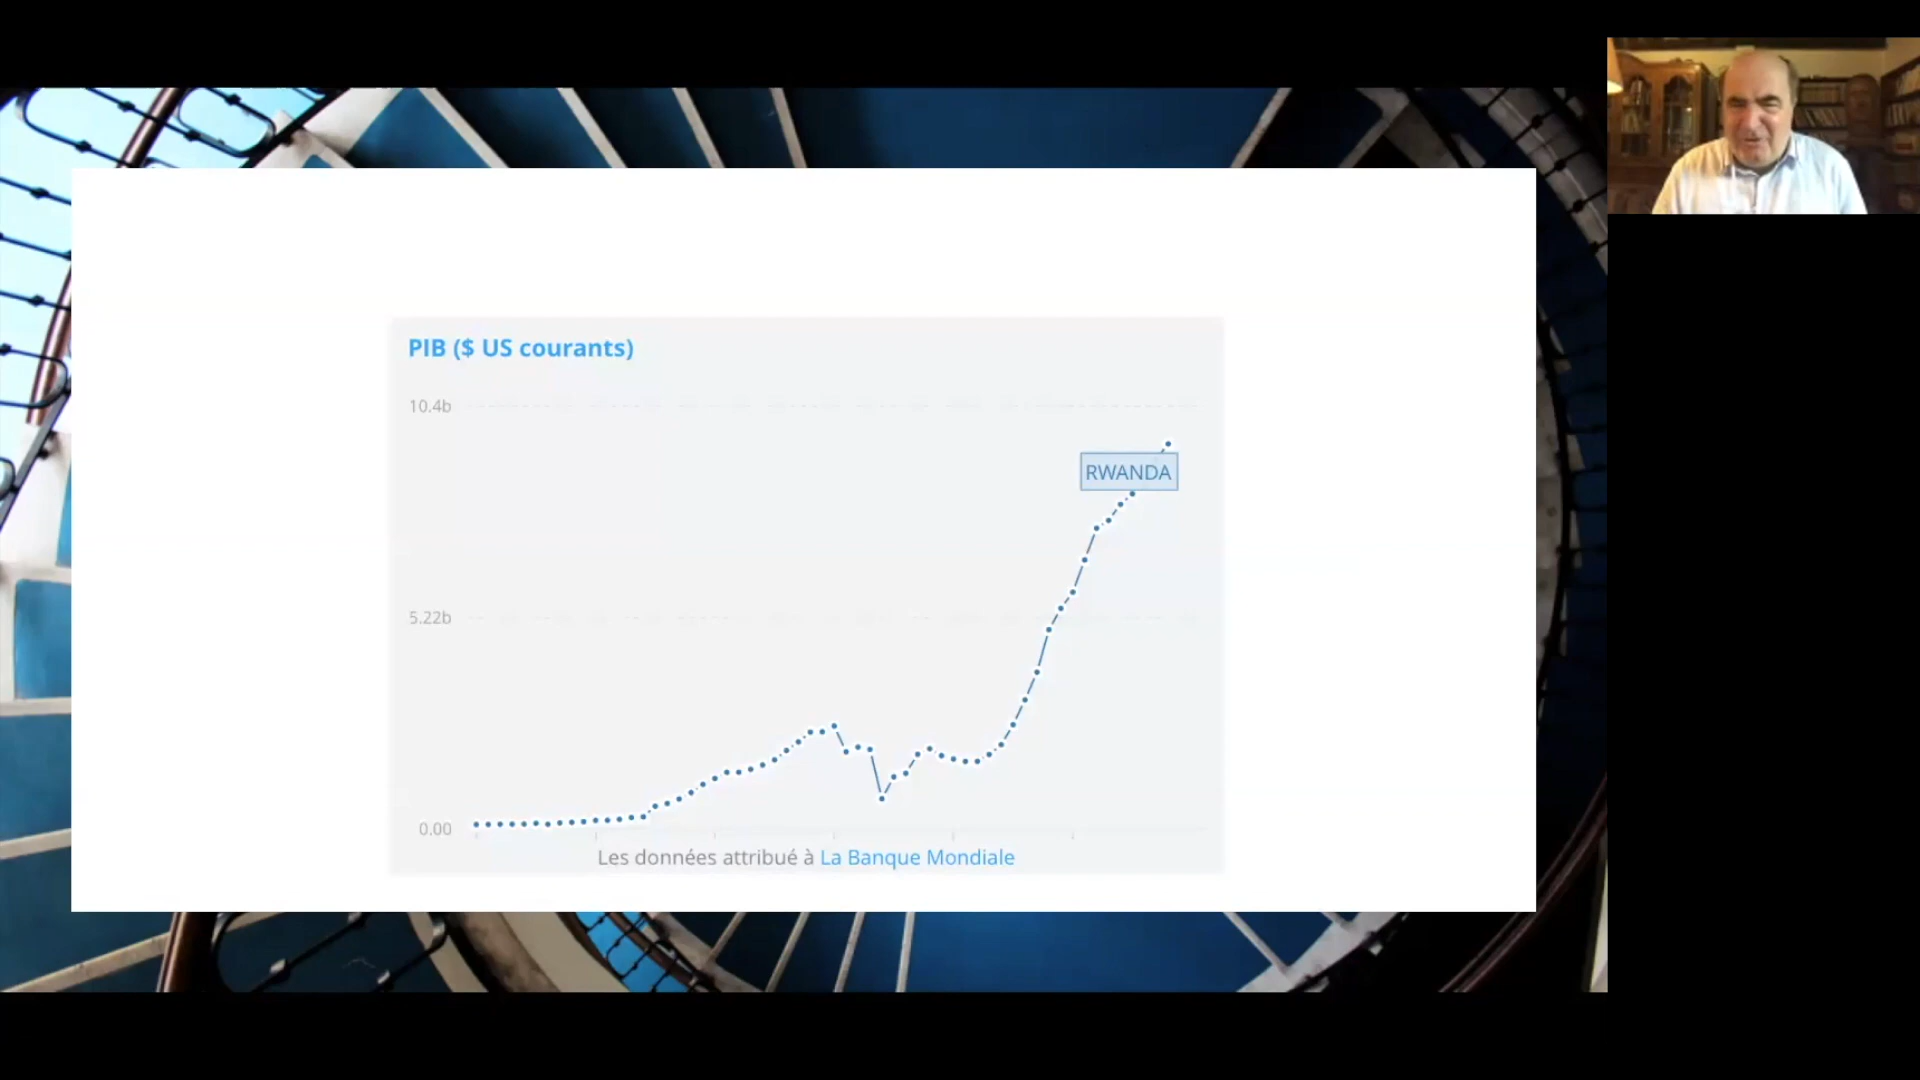 PIB ($ US courants)
10.4b
RWANDA
5.22b
0.00
Les données attribué à La Banque Mondiale